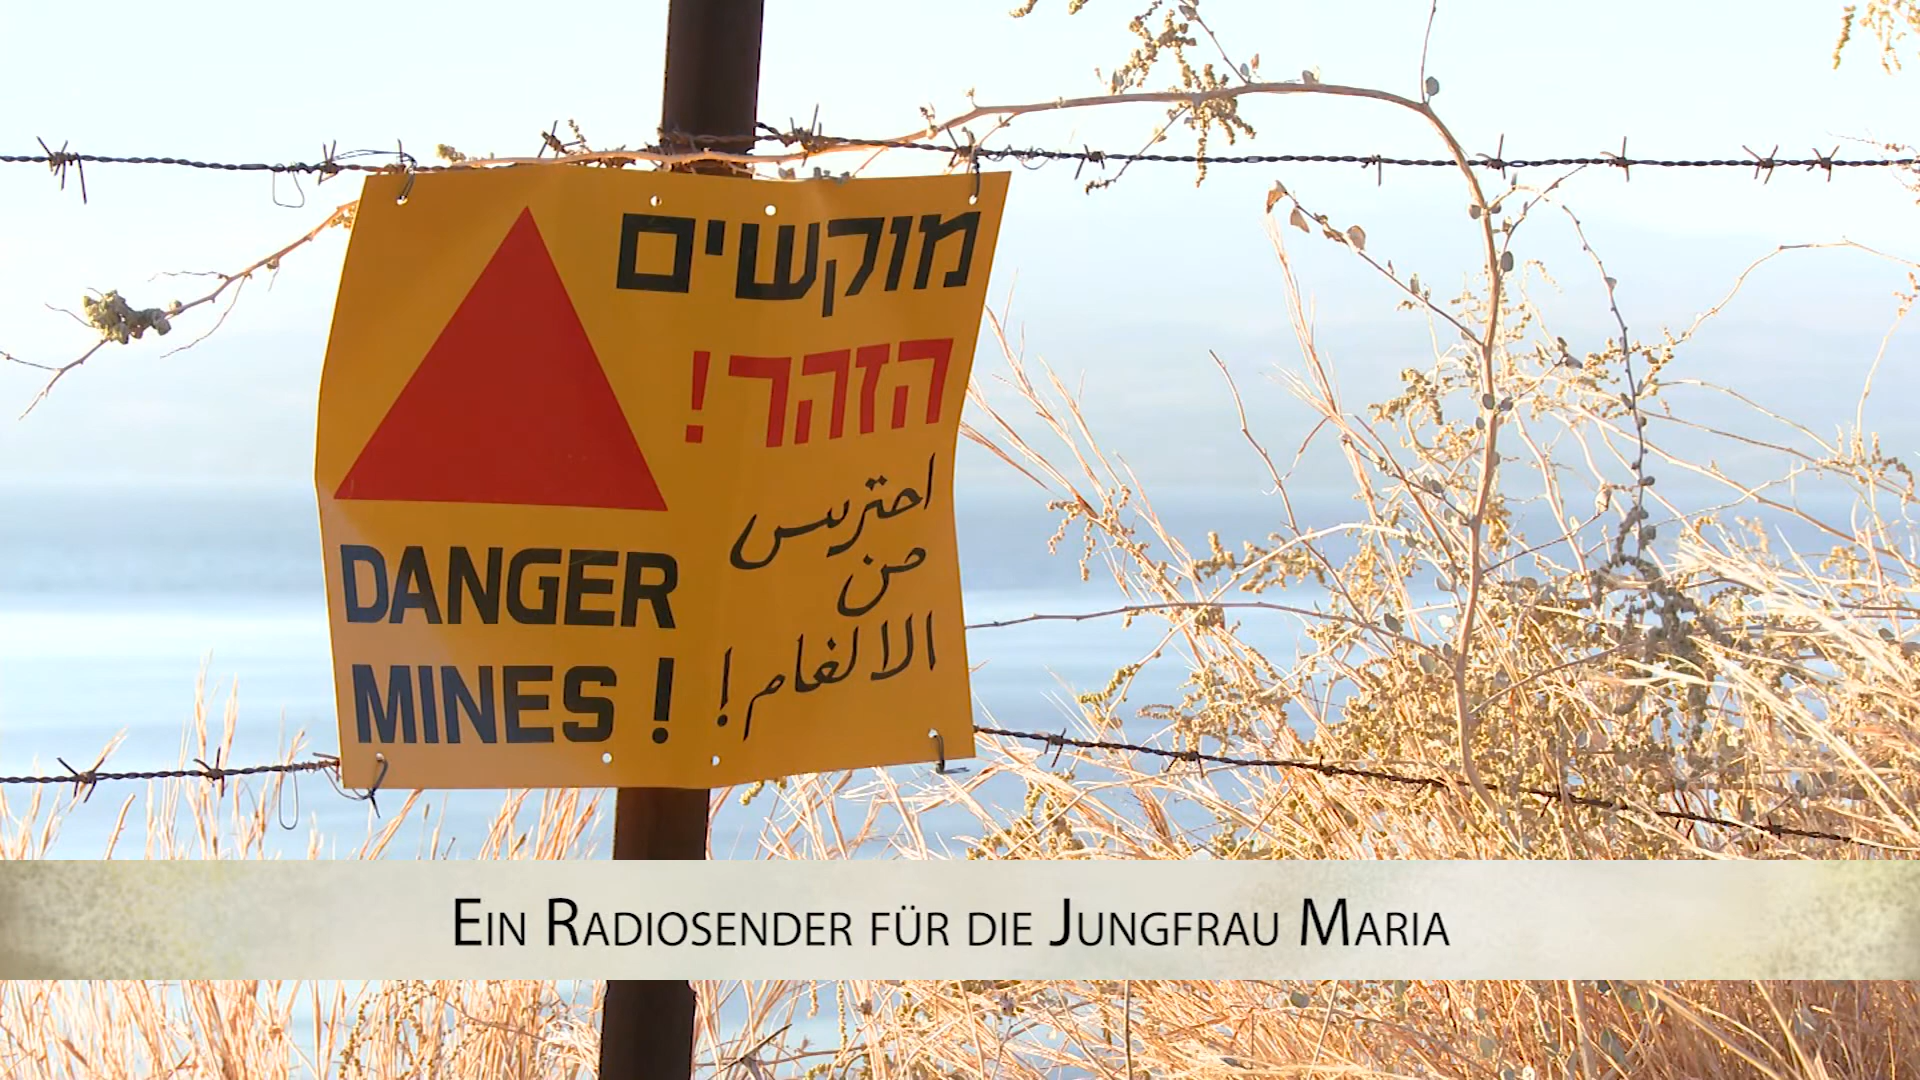 מוקשים
הזהר!
احترس
من
الالغام!
DANGER
MINES!
EIN RADIOSENDER FÜR DIE JUNGFRAU MARIA